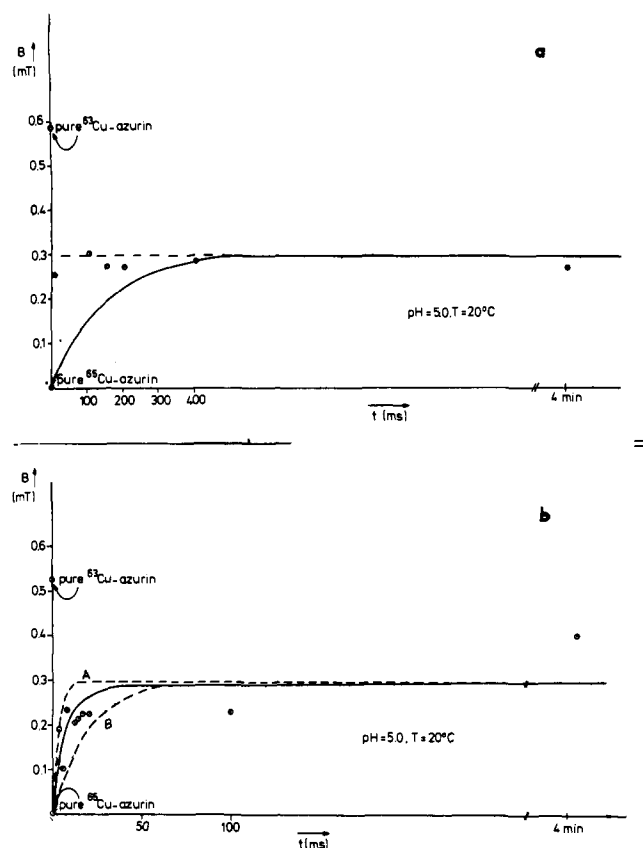 B ↑
(mT)
a
0.6
pure ⁶³Cu-azurin
0.5
0.4
0.3
0.2
pH = 5.0, T = 20°C
0.1
pure ⁶⁵Cu-azurin
100 200 300 400
4 min
t (ms)
B ↑
(mT)
b
0.6
pure ⁶³Cu-azurin
0.5
0.4
0.3
A
0.2
B
pH = 5.0, T = 20°C
0.1
pure ⁶⁵Cu-azurin
50 100
4 min
t (ms)